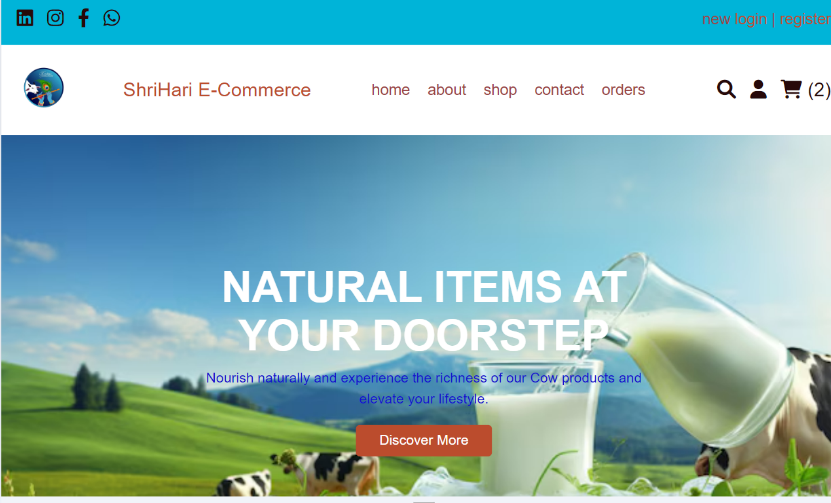 new login | register
ShriHari E-Commerce
home about shop contact orders
(2)
NATURAL ITEMS AT
YOUR DOORSTEP
Nourish naturally and experience the richness of our Cow products and
elevate your lifestyle.
Discover More